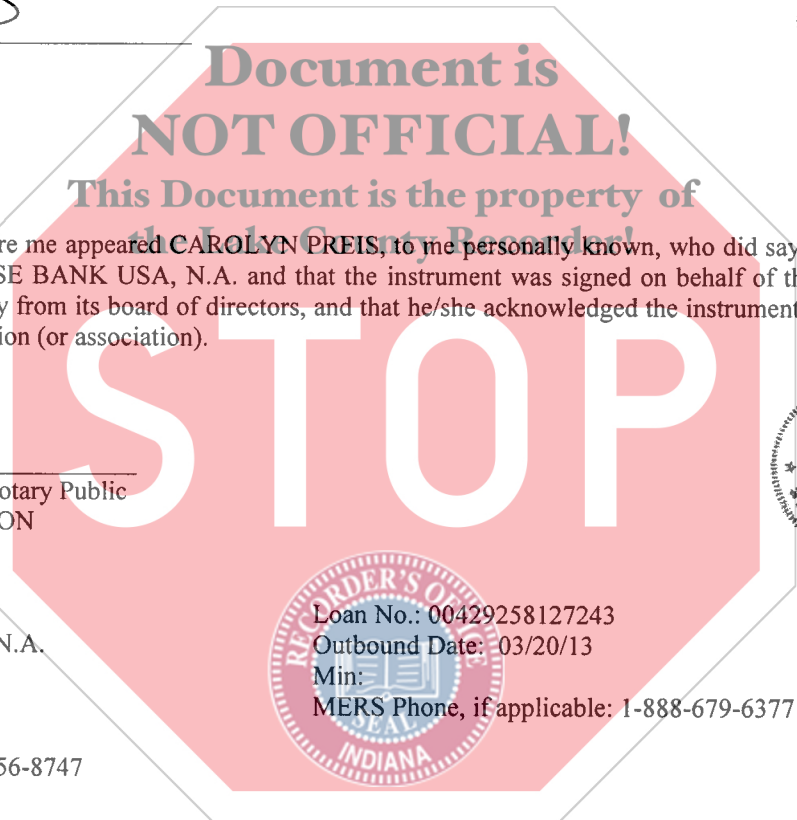 Document is
NOT OFFICIAL!
This Document is the property of
the Lake County Recorder!
re me appeared CAROLYN PREIS, to me personally known, who did say
SE BANK USA, N.A. and that the instrument was signed on behalf of th
y from its board of directors, and that he/she acknowledged the instrument
ion (or association).
STOP
otary Public
ON
RECORDER'S OFFICE
Loan No.: 00429258127243
N.A.
Outbound Date: 03/20/13
Min:
MERS Phone, if applicable: 1-888-679-6377
SEAL
INDIANA
56-8747